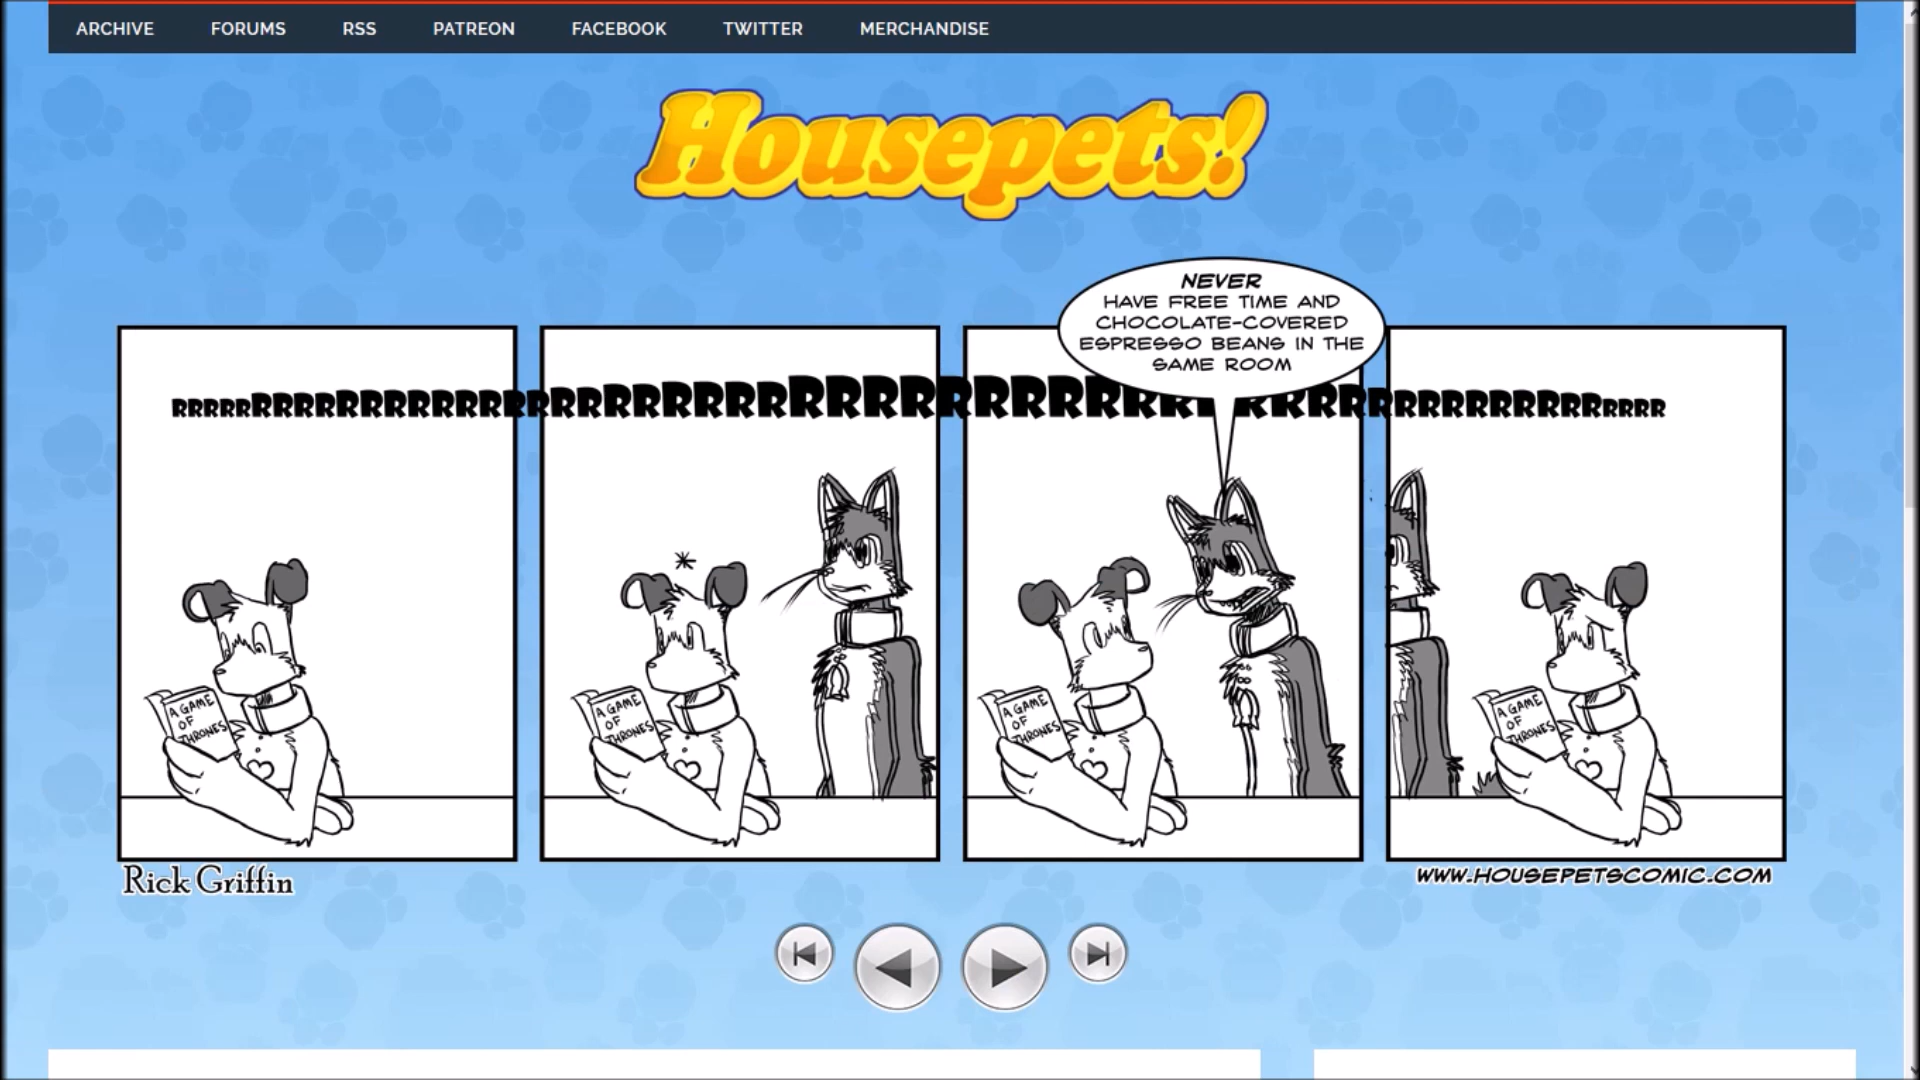 ARCHIVE FORUMS RSS PATREON FACEBOOK TWITTER MERCHANDISE
Housepets!
NEVER
HAVE FREE TIME AND
CHOCOLATE-COVERED
ESPRESSO BEANS IN THE
SAME ROOM
RRRRRRRRRRRRRRRRRRRRRRRRRRRRRRRRRRRRRRRRRRRRRRRRRRRRR
A GAME
OF
THRONES
A GAME
OF
THRONES
A GAME
OF
THRONES
A GAME
OF
THRONES
Rick Griffin
WWW.HOUSEPETSCOMIC.COM